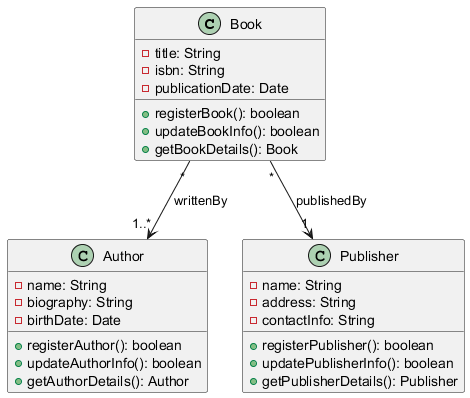 C Book
title: String
isbn: String
publicationDate: Date
registerBook(): boolean
updateBookInfo(): boolean
getBookDetails(): Book
* *
writtenBy publishedBy
1..* 1
C Author
name: String
biography: String
birthDate: Date
registerAuthor(): boolean
updateAuthorInfo(): boolean
getAuthorDetails(): Author
C Publisher
name: String
address: String
contactInfo: String
registerPublisher(): boolean
updatePublisherInfo(): boolean
getPublisherDetails(): Publisher